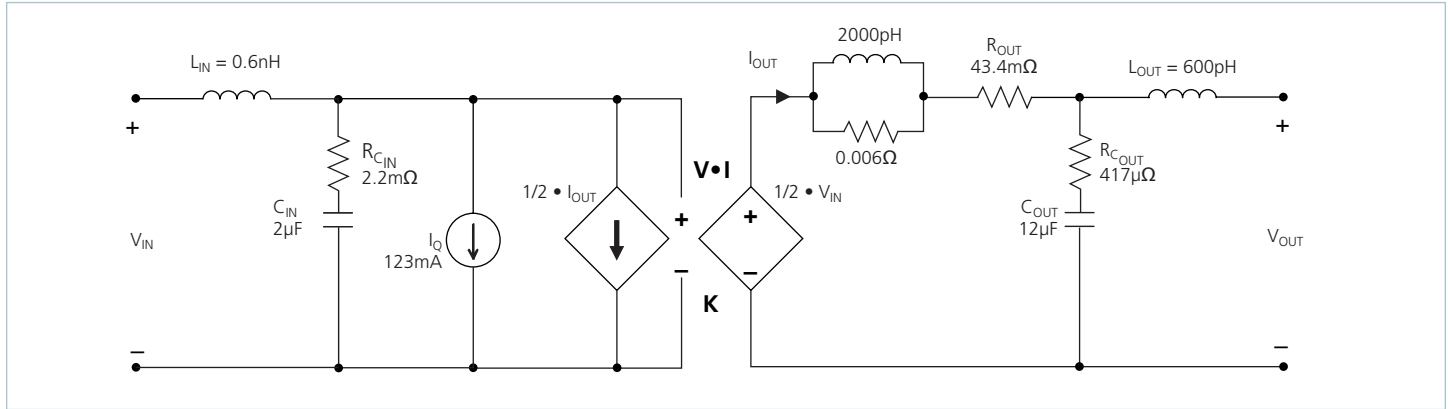 L_IN = 0.6nH
+
R_C_IN
2.2mΩ
C_IN
2µF
V_IN
−
I_Q
123mA
1/2 • I_OUT
V•I
+
−
K
+
−
1/2 • V_IN
I_OUT
2000pH
0.006Ω
R_OUT
43.4mΩ
L_OUT = 600pH
R_C_OUT
417µΩ
C_OUT
12µF
+
V_OUT
−